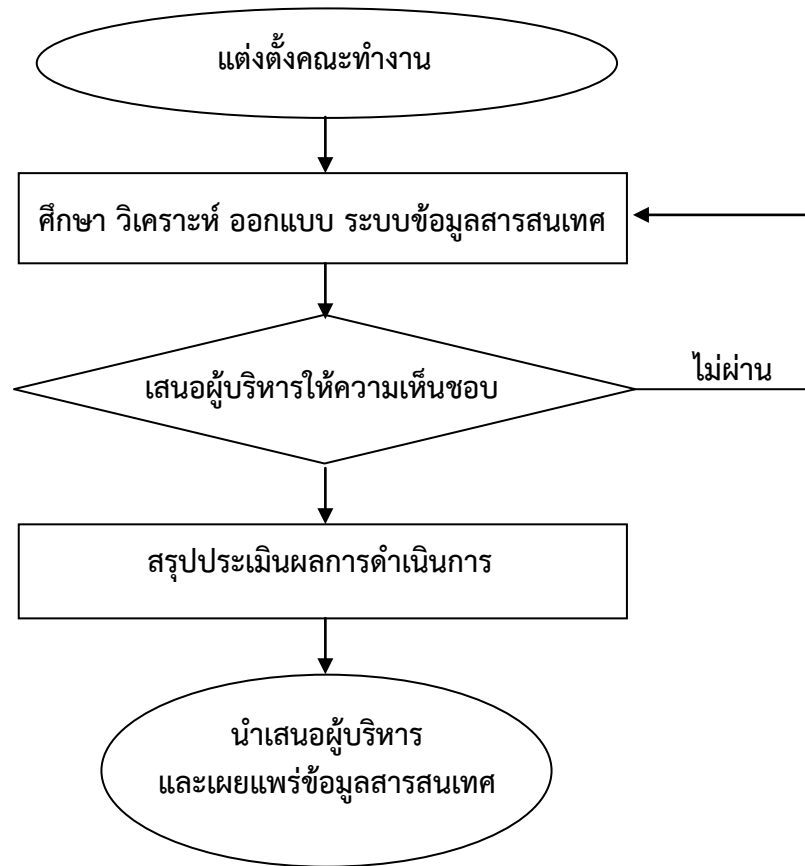 แต่งตั้งคณะทำงาน
ศึกษา วิเคราะห์ ออกแบบ ระบบข้อมูลสารสนเทศ
เสนอผู้บริหารให้ความเห็นชอบ
ไม่ผ่าน
สรุปประเมินผลการดำเนินการ
นำเสนอผู้บริหาร
และเผยแพร่ข้อมูลสารสนเทศ